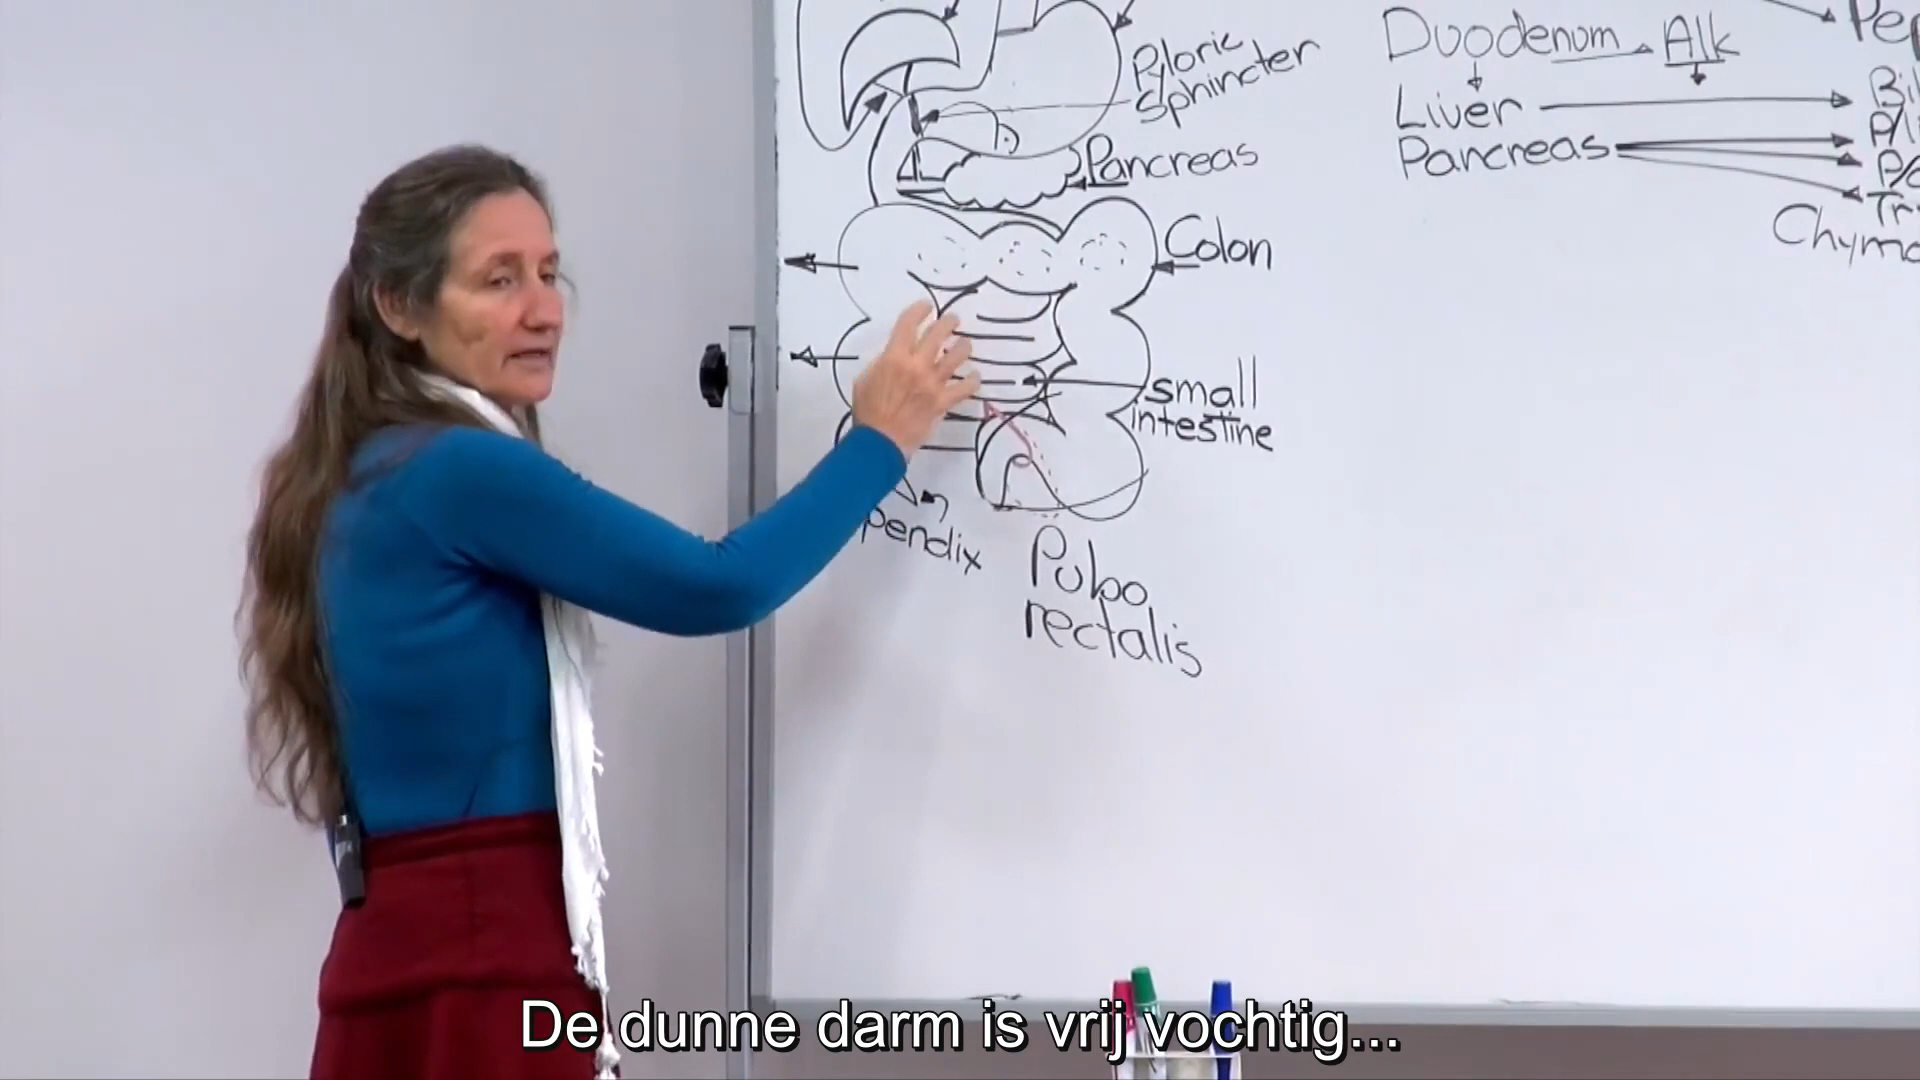 Pyloric
Sphincter
Pancreas
Colon
small
intestine
pendix
Pubo
rectalis
Duodenum Alk
Liver
Pancreas
De dunne darm is vrij vochtig...